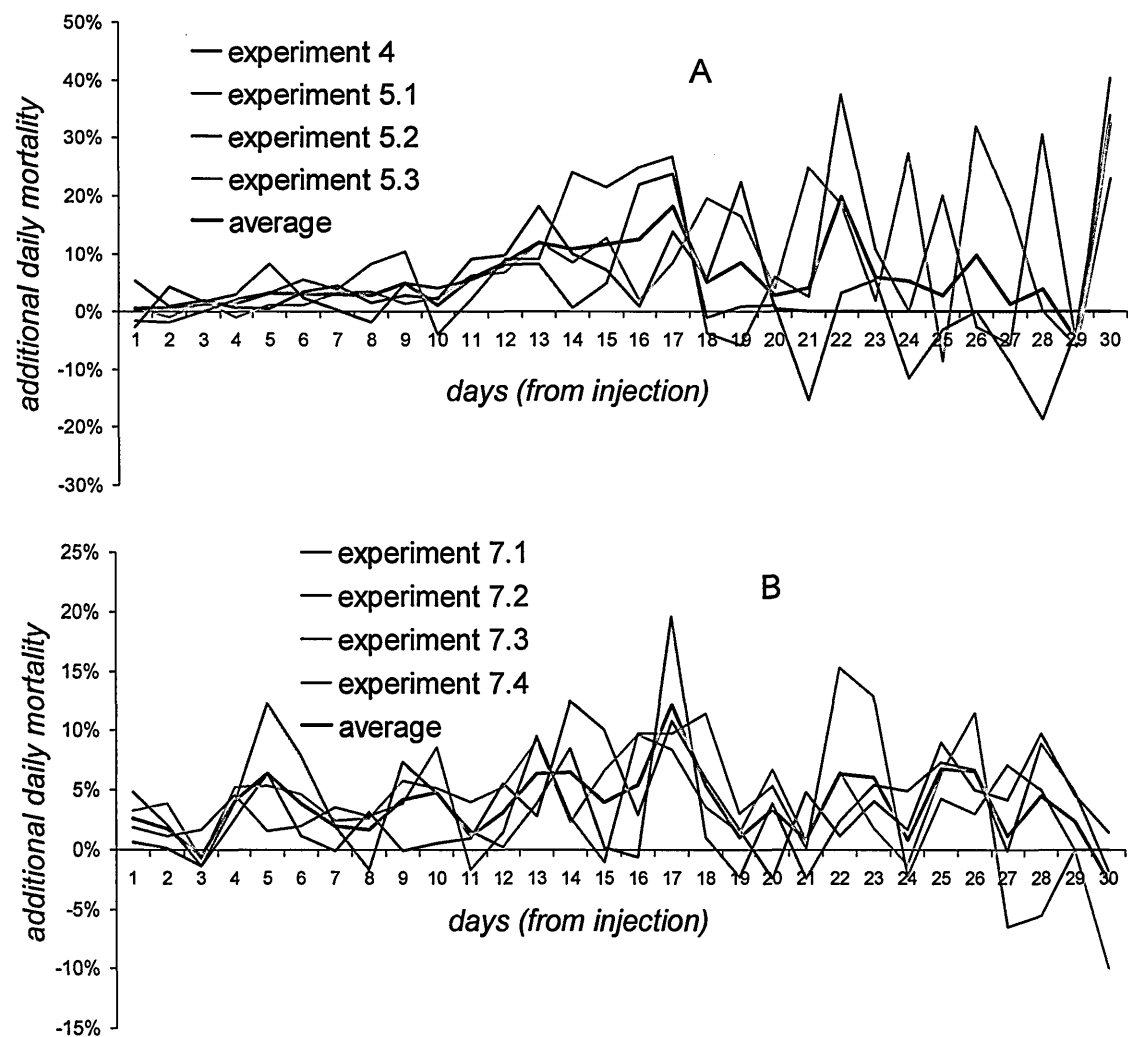 50%
experiment 4
A
40%
experiment 5.1
30%
experiment 5.2
20%
experiment 5.3
average
10%
0%
1 2 3 4 5 6 7 8 9 10 11 12 13 14 15 16 17 18 19 20 21 22 23 24 25 26 27 28 29 30
-10%
-20%
-30%
additional daily mortality
days (from injection)
25%
experiment 7.1
B
experiment 7.2
20%
experiment 7.3
15%
experiment 7.4
average
10%
5%
0%
1 2 3 4 5 6 7 8 9 10 11 12 13 14 15 16 17 18 19 20 21 22 23 24 25 26 27 28 29 30
-5%
-10%
-15%
additional daily mortality
days (from injection)